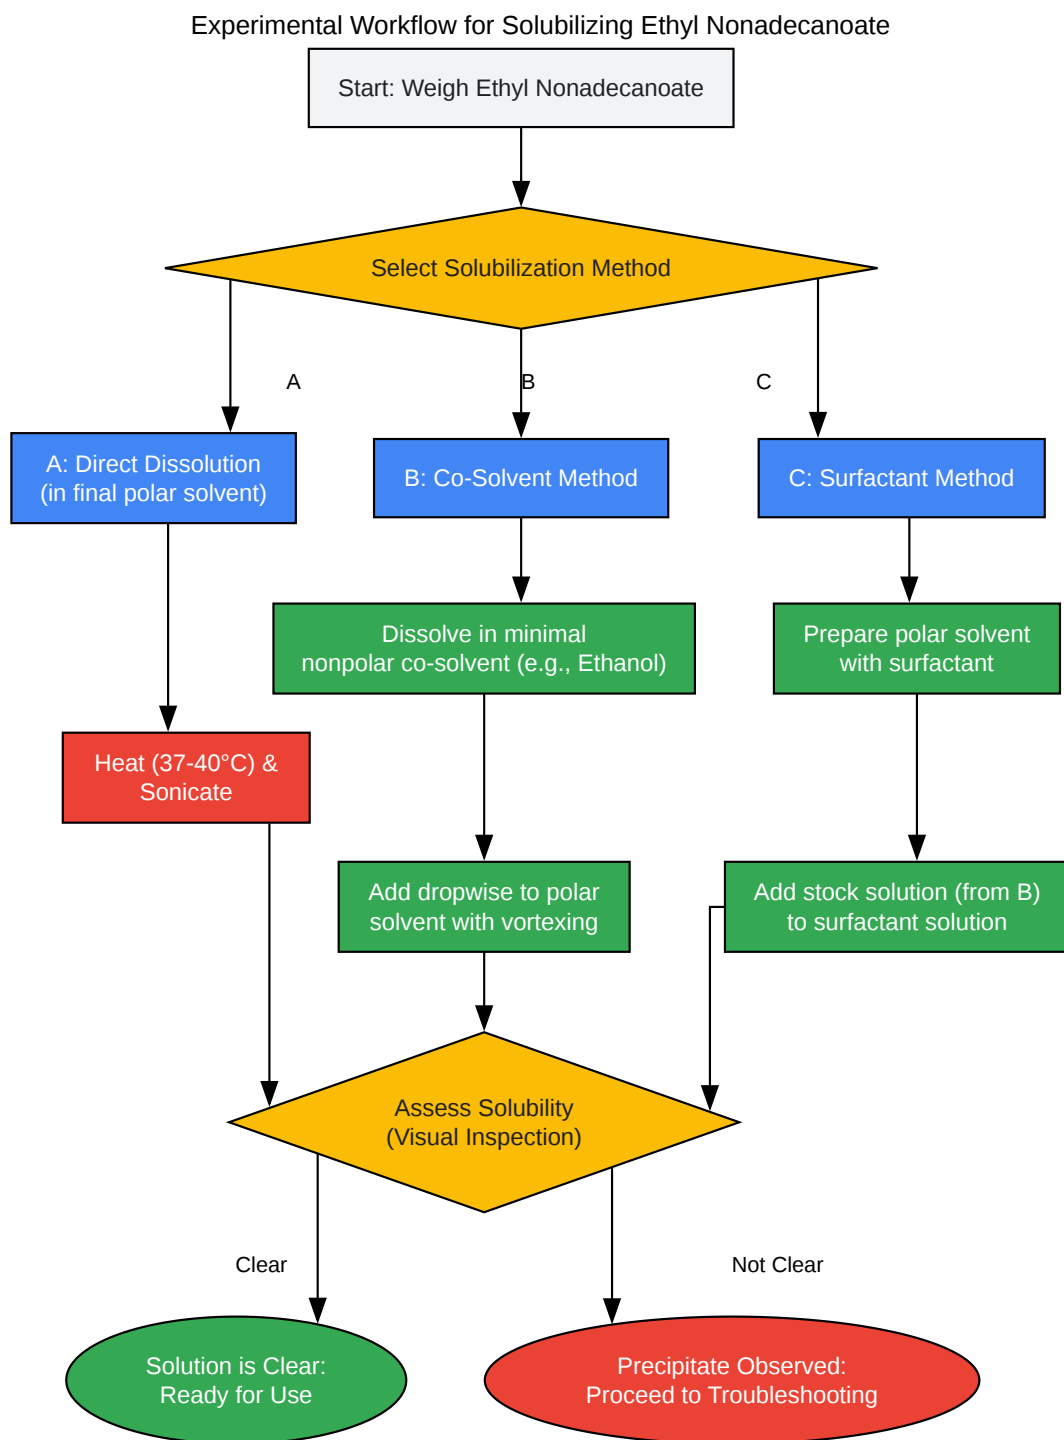 Experimental Workflow for Solubilizing Ethyl Nonadecanoate
Start: Weigh Ethyl Nonadecanoate
Select Solubilization Method
A
B
C
A: Direct Dissolution
(in final polar solvent)
B: Co-Solvent Method
C: Surfactant Method
Dissolve in minimal
nonpolar co-solvent (e.g., Ethanol)
Prepare polar solvent
with surfactant
Heat (37-40°C) &
Sonicate
Add dropwise to polar
solvent with vortexing
Add stock solution (from B)
to surfactant solution
Assess Solubility
(Visual Inspection)
Clear
Not Clear
Solution is Clear:
Ready for Use
Precipitate Observed:
Proceed to Troubleshooting